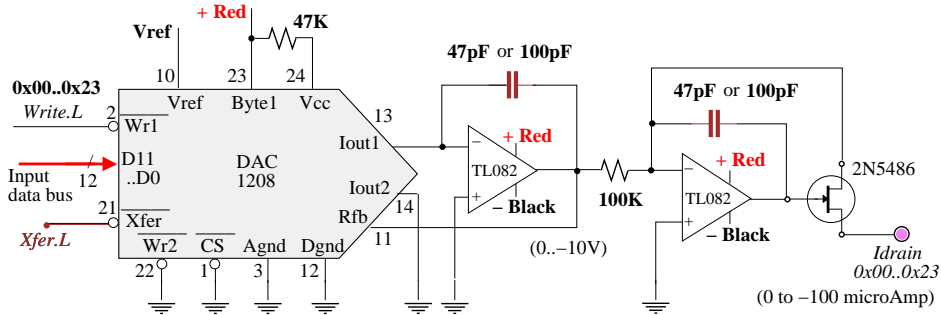 + Red
47K
Vref
47pF or 100pF
10
23
24
0x00..0x23
Write.L
2
Wr1
Vref
Byte1
Vcc
13
47pF or 100pF
Iout1
+ Red
D11
..D0
DAC
1208
Input
data bus
12
TL082
+ Red
2N5486
Iout2
14
Rfb
11
100K
TL082
21
Xfer
Xfer.L
– Black
– Black
(0..–10V)
Wr2
CS
Agnd
Dgnd
22
1
3
12
Idrain
0x00..0x23
(0 to –100 microAmp)